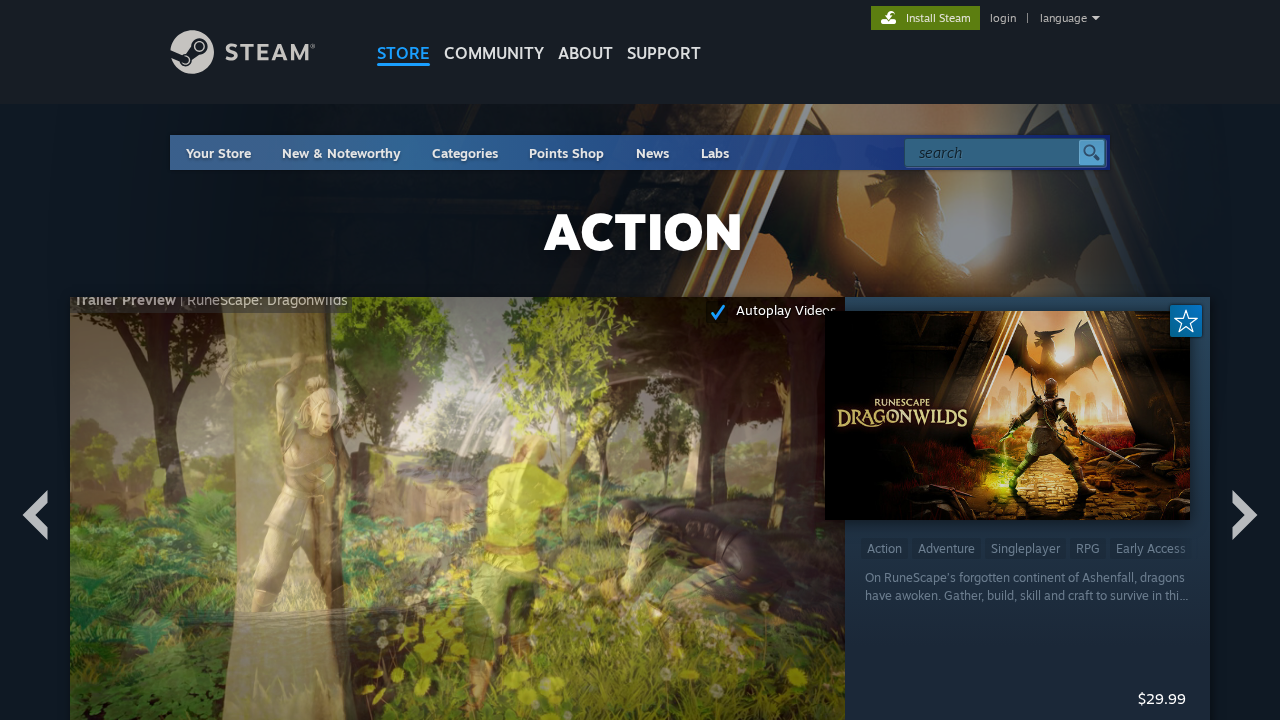 Install Steam
login | language
STEAM®
STORE COMMUNITY ABOUT SUPPORT
Your Store New & Noteworthy Categories Points Shop News Labs
search
ACTION
Trailer Preview | RuneScape: Dragonwilds
Autoplay Videos
RUNESCAPE
DRAGONWILDS
Action Adventure Singleplayer RPG Early Access
On RuneScape's forgotten continent of Ashenfall, dragons
have awoken. Gather, build, skill and craft to survive in thi...
$29.99